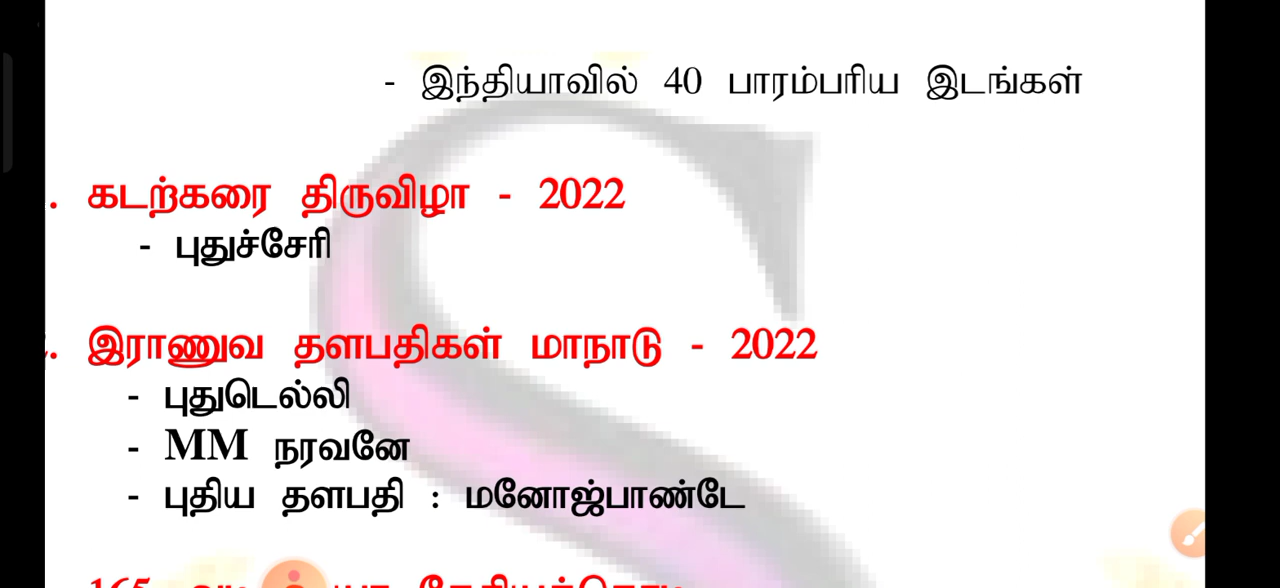 - இந்தியாவில் 40 பாரம்பரிய இடங்கள்
. கடற்கரை திருவிழா - 2022
- புதுச்சேரி
. இராணுவ தளபதிகள் மாநாடு - 2022
- புதுடெல்லி
- MM நரவனே
- புதிய தளபதி : மனோஜ்பாண்டே